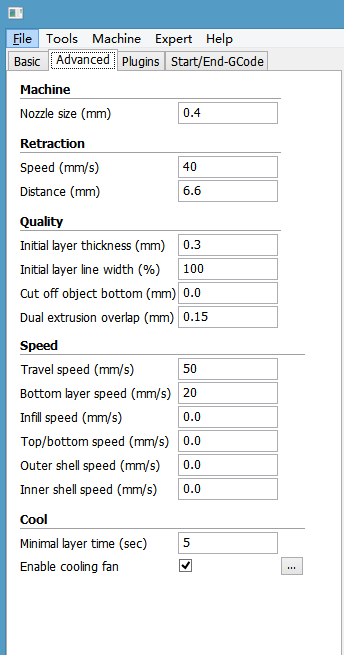 File Tools Machine Expert Help
Basic Advanced Plugins Start/End-GCode
Machine
Nozzle size (mm) 0.4
Retraction
Speed (mm/s) 40
Distance (mm) 6.6
Quality
Initial layer thickness (mm) 0.3
Initial layer line width (%) 100
Cut off object bottom (mm) 0.0
Dual extrusion overlap (mm) 0.15
Speed
Travel speed (mm/s) 50
Bottom layer speed (mm/s) 20
Infill speed (mm/s) 0.0
Top/bottom speed (mm/s) 0.0
Outer shell speed (mm/s) 0.0
Inner shell speed (mm/s) 0.0
Cool
Minimal layer time (sec) 5
Enable cooling fan ...